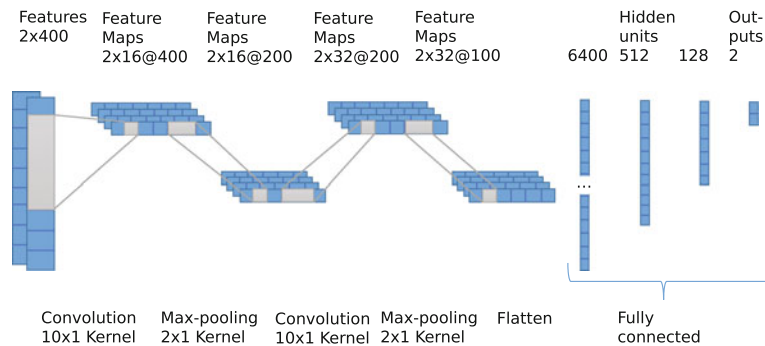 Features
2x400
Feature
Maps
2x16@400
Feature
Maps
2x16@200
Feature
Maps
2x32@200
Feature
Maps
2x32@100
6400
Hidden
units
512
128
Out-
puts
2
...
Convolution
10x1 Kernel
Max-pooling
2x1 Kernel
Convolution
10x1 Kernel
Max-pooling
2x1 Kernel
Flatten
Fully
connected